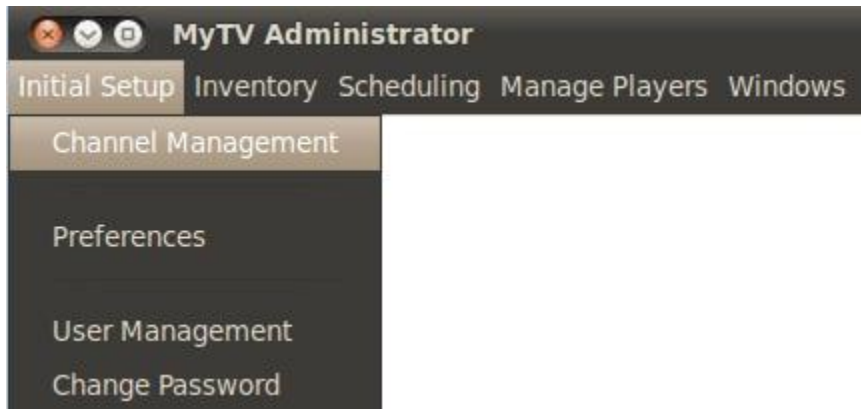 MyTV Administrator
Initial Setup Inventory Scheduling Manage Players Windows
Channel Management
Preferences
User Management
Change Password